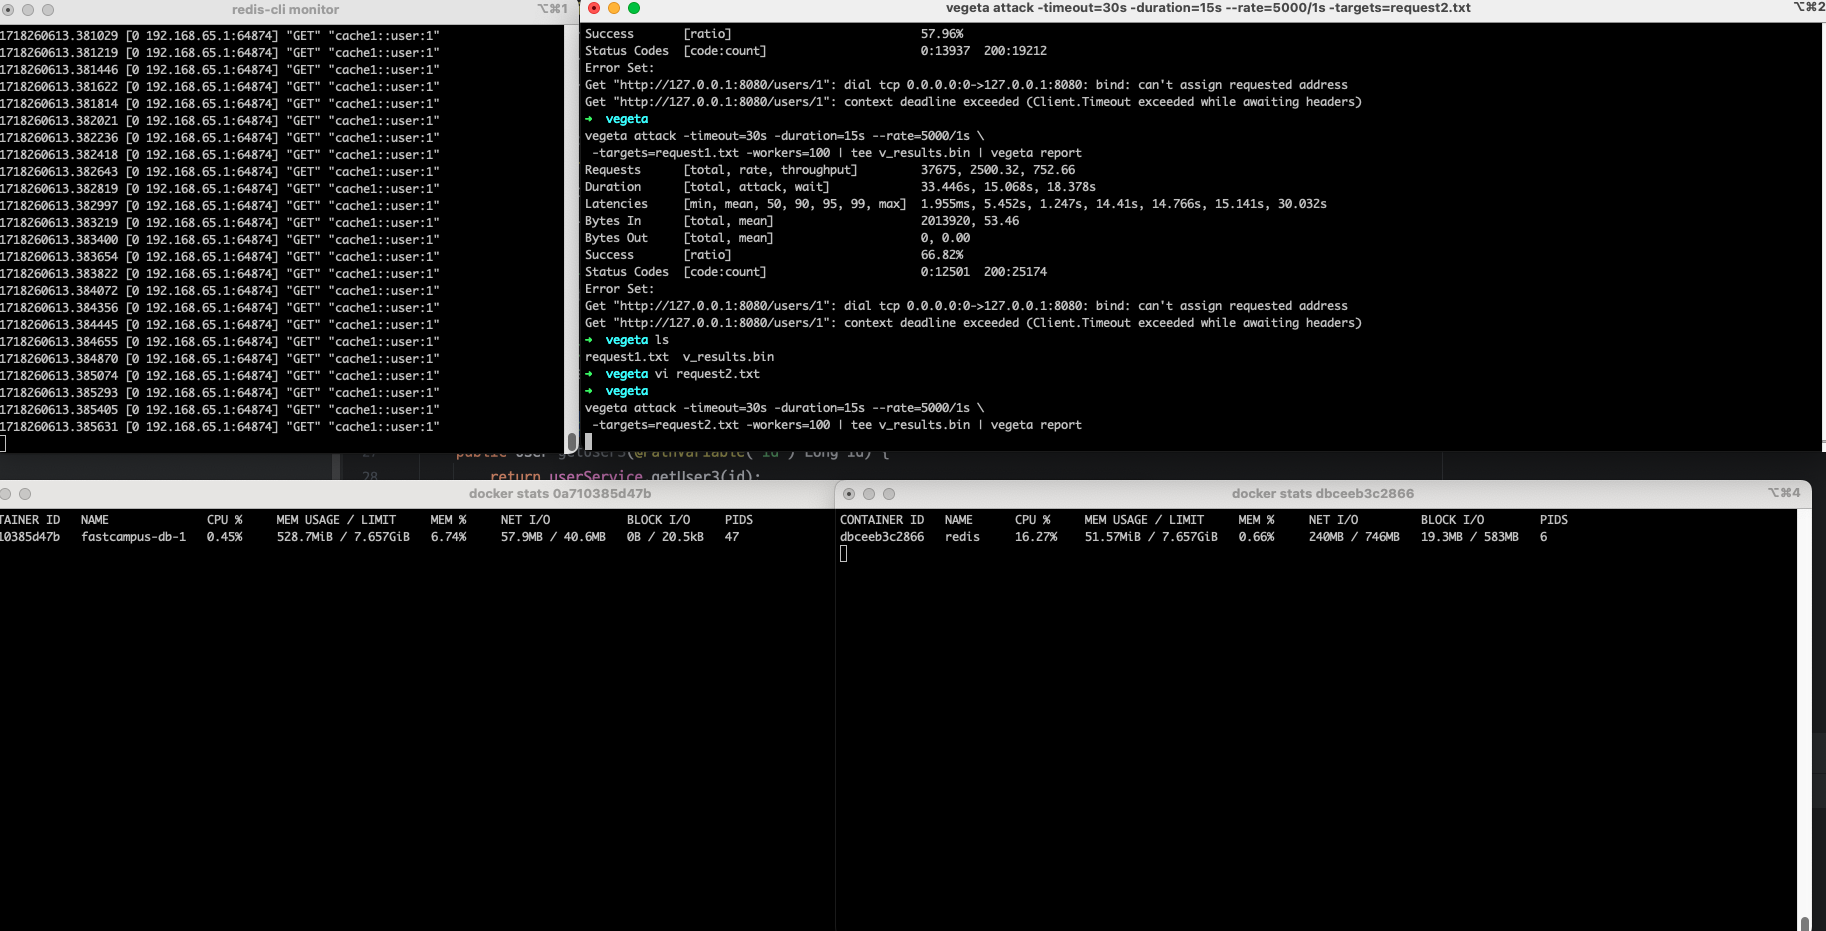 redis-cli monitor ⌥⌘1
1718260613.381029 [0 192.168.65.1:64874] "GET" "cache1::user:1"
1718260613.381219 [0 192.168.65.1:64874] "GET" "cache1::user:1"
1718260613.381446 [0 192.168.65.1:64874] "GET" "cache1::user:1"
1718260613.381622 [0 192.168.65.1:64874] "GET" "cache1::user:1"
1718260613.381814 [0 192.168.65.1:64874] "GET" "cache1::user:1"
1718260613.382021 [0 192.168.65.1:64874] "GET" "cache1::user:1"
1718260613.382236 [0 192.168.65.1:64874] "GET" "cache1::user:1"
1718260613.382418 [0 192.168.65.1:64874] "GET" "cache1::user:1"
1718260613.382643 [0 192.168.65.1:64874] "GET" "cache1::user:1"
1718260613.382819 [0 192.168.65.1:64874] "GET" "cache1::user:1"
1718260613.382997 [0 192.168.65.1:64874] "GET" "cache1::user:1"
1718260613.383219 [0 192.168.65.1:64874] "GET" "cache1::user:1"
1718260613.383400 [0 192.168.65.1:64874] "GET" "cache1::user:1"
1718260613.383654 [0 192.168.65.1:64874] "GET" "cache1::user:1"
1718260613.383822 [0 192.168.65.1:64874] "GET" "cache1::user:1"
1718260613.384072 [0 192.168.65.1:64874] "GET" "cache1::user:1"
1718260613.384356 [0 192.168.65.1:64874] "GET" "cache1::user:1"
1718260613.384445 [0 192.168.65.1:64874] "GET" "cache1::user:1"
1718260613.384655 [0 192.168.65.1:64874] "GET" "cache1::user:1"
1718260613.384870 [0 192.168.65.1:64874] "GET" "cache1::user:1"
1718260613.385074 [0 192.168.65.1:64874] "GET" "cache1::user:1"
1718260613.385293 [0 192.168.65.1:64874] "GET" "cache1::user:1"
1718260613.385405 [0 192.168.65.1:64874] "GET" "cache1::user:1"
1718260613.385631 [0 192.168.65.1:64874] "GET" "cache1::user:1"
vegeta attack -timeout=30s -duration=15s --rate=5000/1s -targets=request2.txt ⌥⌘2
Success [ratio] 57.96%
Status Codes [code:count] 0:13937 200:19212
Error Set:
Get "http://127.0.0.1:8080/users/1": dial tcp 0.0.0.0:0->127.0.0.1:8080: bind: can't assign requested address
Get "http://127.0.0.1:8080/users/1": context deadline exceeded (Client.Timeout exceeded while awaiting headers)
→ vegeta
vegeta attack -timeout=30s -duration=15s --rate=5000/1s \
-targets=request1.txt -workers=100 | tee v_results.bin | vegeta report
Requests [total, rate, throughput] 37675, 2500.32, 752.66
Duration [total, attack, wait] 33.446s, 15.068s, 18.378s
Latencies [min, mean, 50, 90, 95, 99, max] 1.955ms, 5.452s, 1.247s, 14.41s, 14.766s, 15.141s, 30.032s
Bytes In [total, mean] 2013920, 53.46
Bytes Out [total, mean] 0, 0.00
Success [ratio] 66.82%
Status Codes [code:count] 0:12501 200:25174
Error Set:
Get "http://127.0.0.1:8080/users/1": dial tcp 0.0.0.0:0->127.0.0.1:8080: bind: can't assign requested address
Get "http://127.0.0.1:8080/users/1": context deadline exceeded (Client.Timeout exceeded while awaiting headers)
→ vegeta ls
request1.txt v_results.bin
→ vegeta vi request2.txt
→ vegeta
vegeta attack -timeout=30s -duration=15s --rate=5000/1s \
-targets=request2.txt -workers=100 | tee v_results.bin | vegeta report
27 public User getUser3(@PathVariable("id") Long id) {
28 return userService.getUser3(id);
docker stats 0a710385d47b
TAINER ID NAME CPU % MEM USAGE / LIMIT MEM % NET I/O BLOCK I/O PIDS
10385d47b fastcampus-db-1 0.45% 528.7MiB / 7.657GiB 6.74% 57.9MB / 40.6MB 0B / 20.5kB 47
docker stats dbceeb3c2866 ⌥⌘4
CONTAINER ID NAME CPU % MEM USAGE / LIMIT MEM % NET I/O BLOCK I/O PIDS
dbceeb3c2866 redis 16.27% 51.57MiB / 7.657GiB 0.66% 240MB / 746MB 19.3MB / 583MB 6